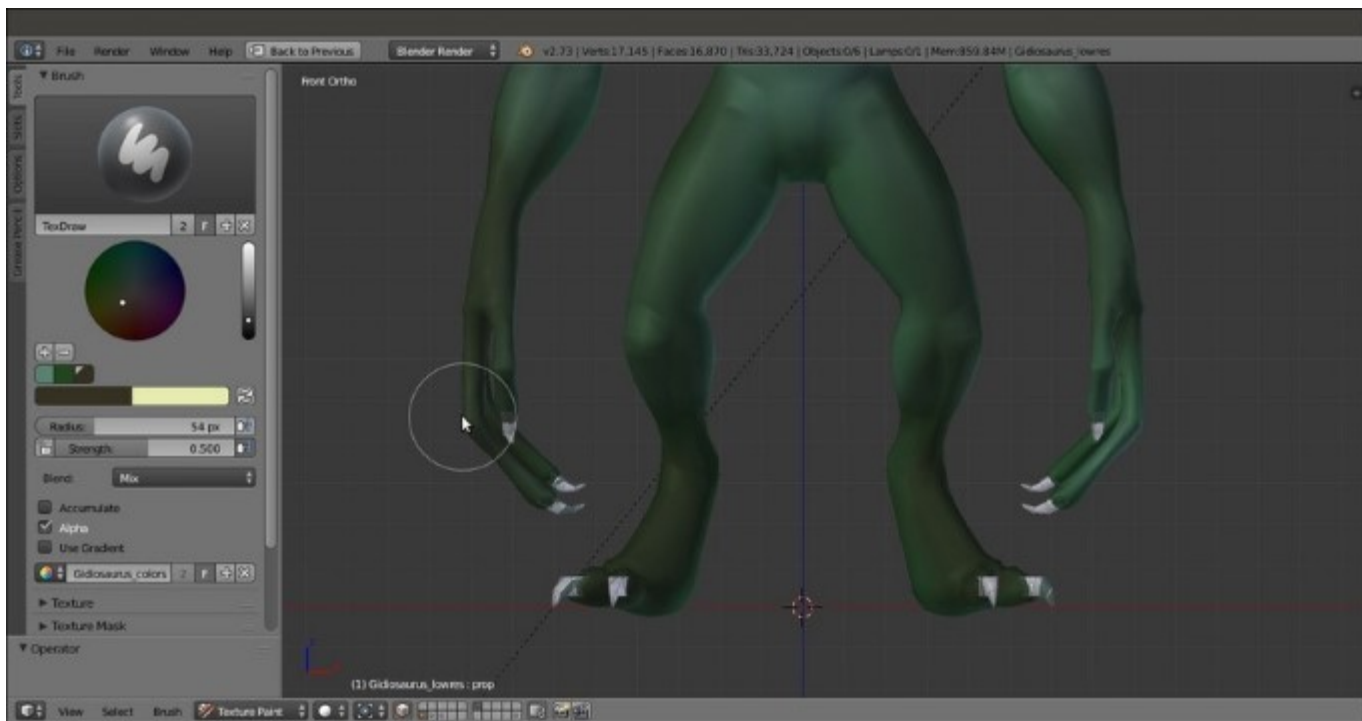 File Render Window Help Back to Previous Blender Render v2.73 | Verts:17,145 | Faces:16,870 | Tris:33,724 | Objects:0/6 | Lamps:0/1 | Mem:859.84M | Gidiosaurus_lowres
Tools
Slots
Options
Grease Pencil
Brush
Front Ortho
TexDraw 2 F
Radius: 54 px
Strength: 0.500
Blend: Mix
Accumulate
Alpha
Use Gradient
Gidiosaurus_colors 2 F
Texture
Texture Mask
Operator
(1) Gidiosaurus_lowres : prop
View Select Brush Texture Paint